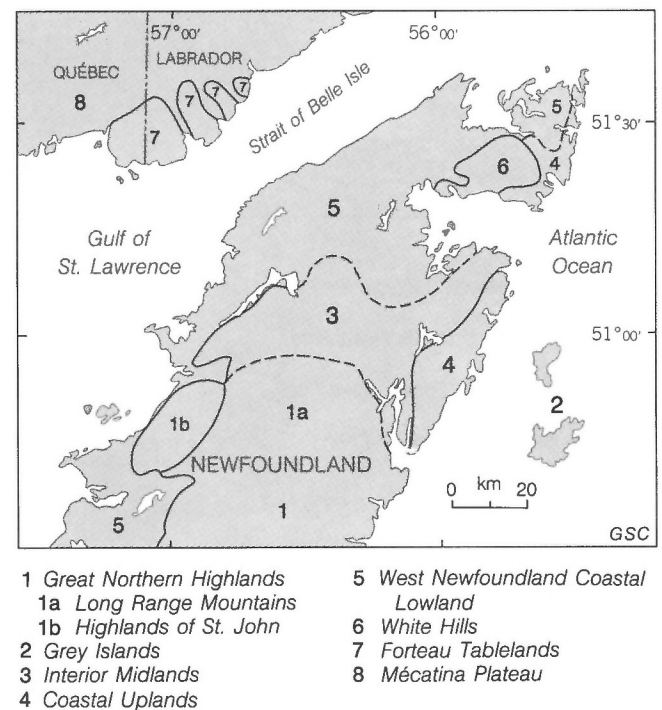 57°00'
56°00'
LABRADOR
QUÉBEC
8
7
7
7
7
Strait of Belle Isle
5
51°30'
6
4
5
Gulf of
St. Lawrence
Atlantic
Ocean
3
51°00'
4
2
1b
1a
NEWFOUNDLAND
0 km 20
5
1
GSC
1 Great Northern Highlands
1a Long Range Mountains
1b Highlands of St. John
2 Grey Islands
3 Interior Midlands
4 Coastal Uplands
5 West Newfoundland Coastal
Lowland
6 White Hills
7 Forteau Tablelands
8 Mécatina Plateau